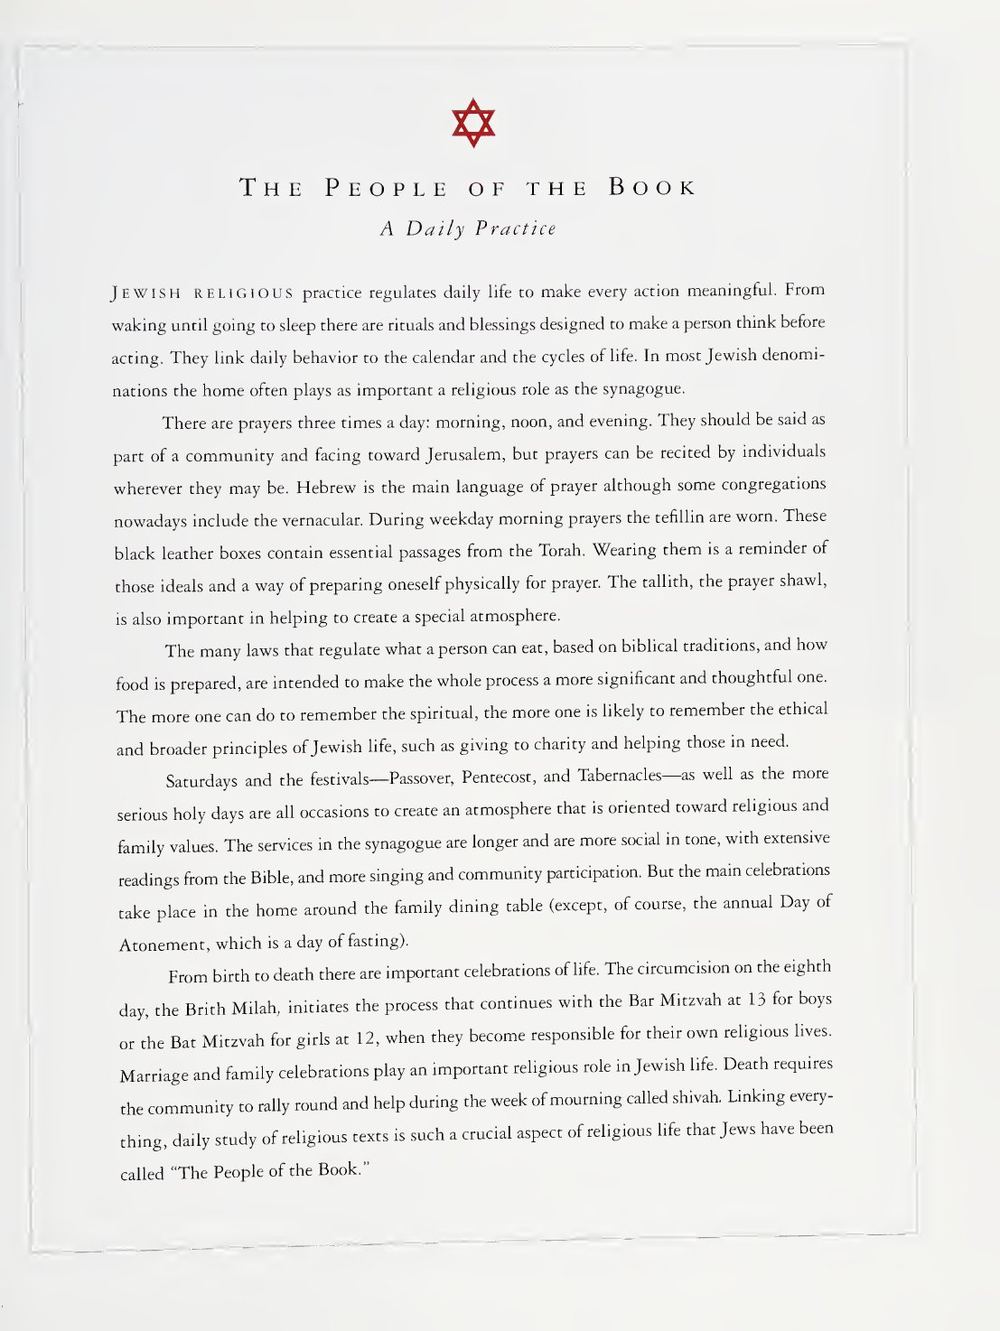 The People of the Book
A Daily Practice
Jewish religious practice regulates daily life to make every action meaningful. From
waking until going to sleep there are rituals and blessings designed to make a person think before
acting. They link daily behavior to the calendar and the cycles of life. In most Jewish denomi-
nations the home often plays as important a religious role as the synagogue.
There are prayers three times a day: morning, noon, and evening. They should be said as
part of a community and facing toward Jerusalem, but prayers can be recited by individuals
wherever they may be. Hebrew is the main language of prayer although some congregations
nowadays include the vernacular. During weekday morning prayers the tefillin are worn. These
black leather boxes contain essential passages from the Torah. Wearing them is a reminder of
those ideals and a way of preparing oneself physically for prayer. The tallith, the prayer shawl,
is also important in helping to create a special atmosphere.
The many laws that regulate what a person can eat, based on biblical traditions, and how
food is prepared, are intended to make the whole process a more significant and thoughtful one.
The more one can do to remember the spiritual, the more one is likely to remember the ethical
and broader principles of Jewish life, such as giving to charity and helping those in need.
Saturdays and the festivals—Passover, Pentecost, and Tabernacles—as well as the more
serious holy days are all occasions to create an atmosphere that is oriented toward religious and
family values. The services in the synagogue are longer and are more social in tone, with extensive
readings from the Bible, and more singing and community participation. But the main celebrations
take place in the home around the family dining table (except, of course, the annual Day of
Atonement, which is a day of fasting).
From birth to death there are important celebrations of life. The circumcision on the eighth
day, the Brith Milah, initiates the process that continues with the Bar Mitzvah at 13 for boys
or the Bat Mitzvah for girls at 12, when they become responsible for their own religious lives.
Marriage and family celebrations play an important religious role in Jewish life. Death requires
the community to rally round and help during the week of mourning called shivah. Linking every-
thing, daily study of religious texts is such a crucial aspect of religious life that Jews have been
called “The People of the Book.”